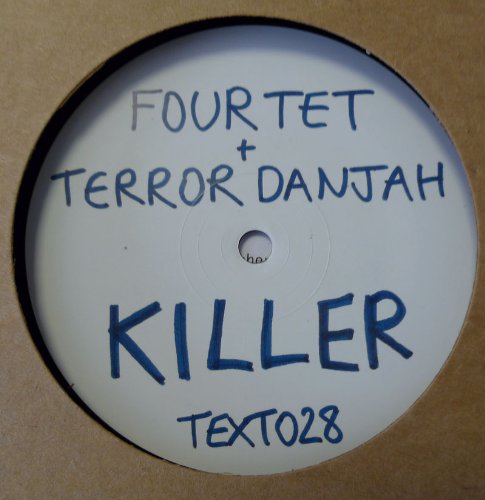 FOUR TET
+
TERROR DANJAH
KILLER
TEXT028